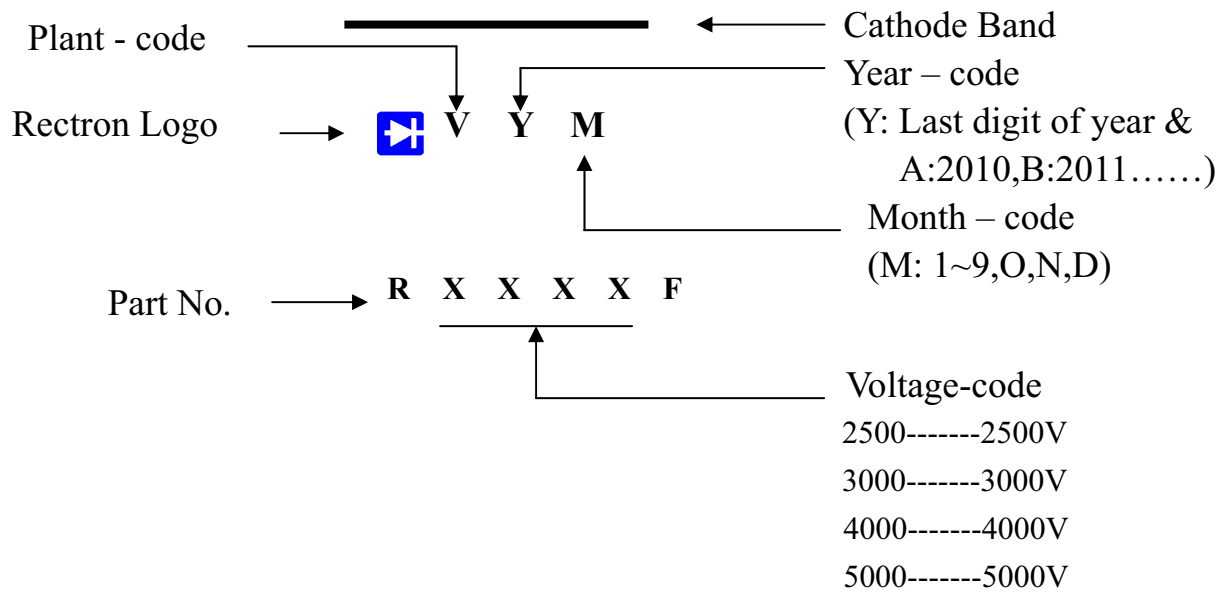 Plant - code
Cathode Band
Year – code
Rectron Logo
V Y M
(Y: Last digit of year &
A:2010,B:2011……)
Month – code
(M: 1~9,O,N,D)
Part No.
R X X X X F
Voltage-code
2500-------2500V
3000-------3000V
4000-------4000V
5000-------5000V